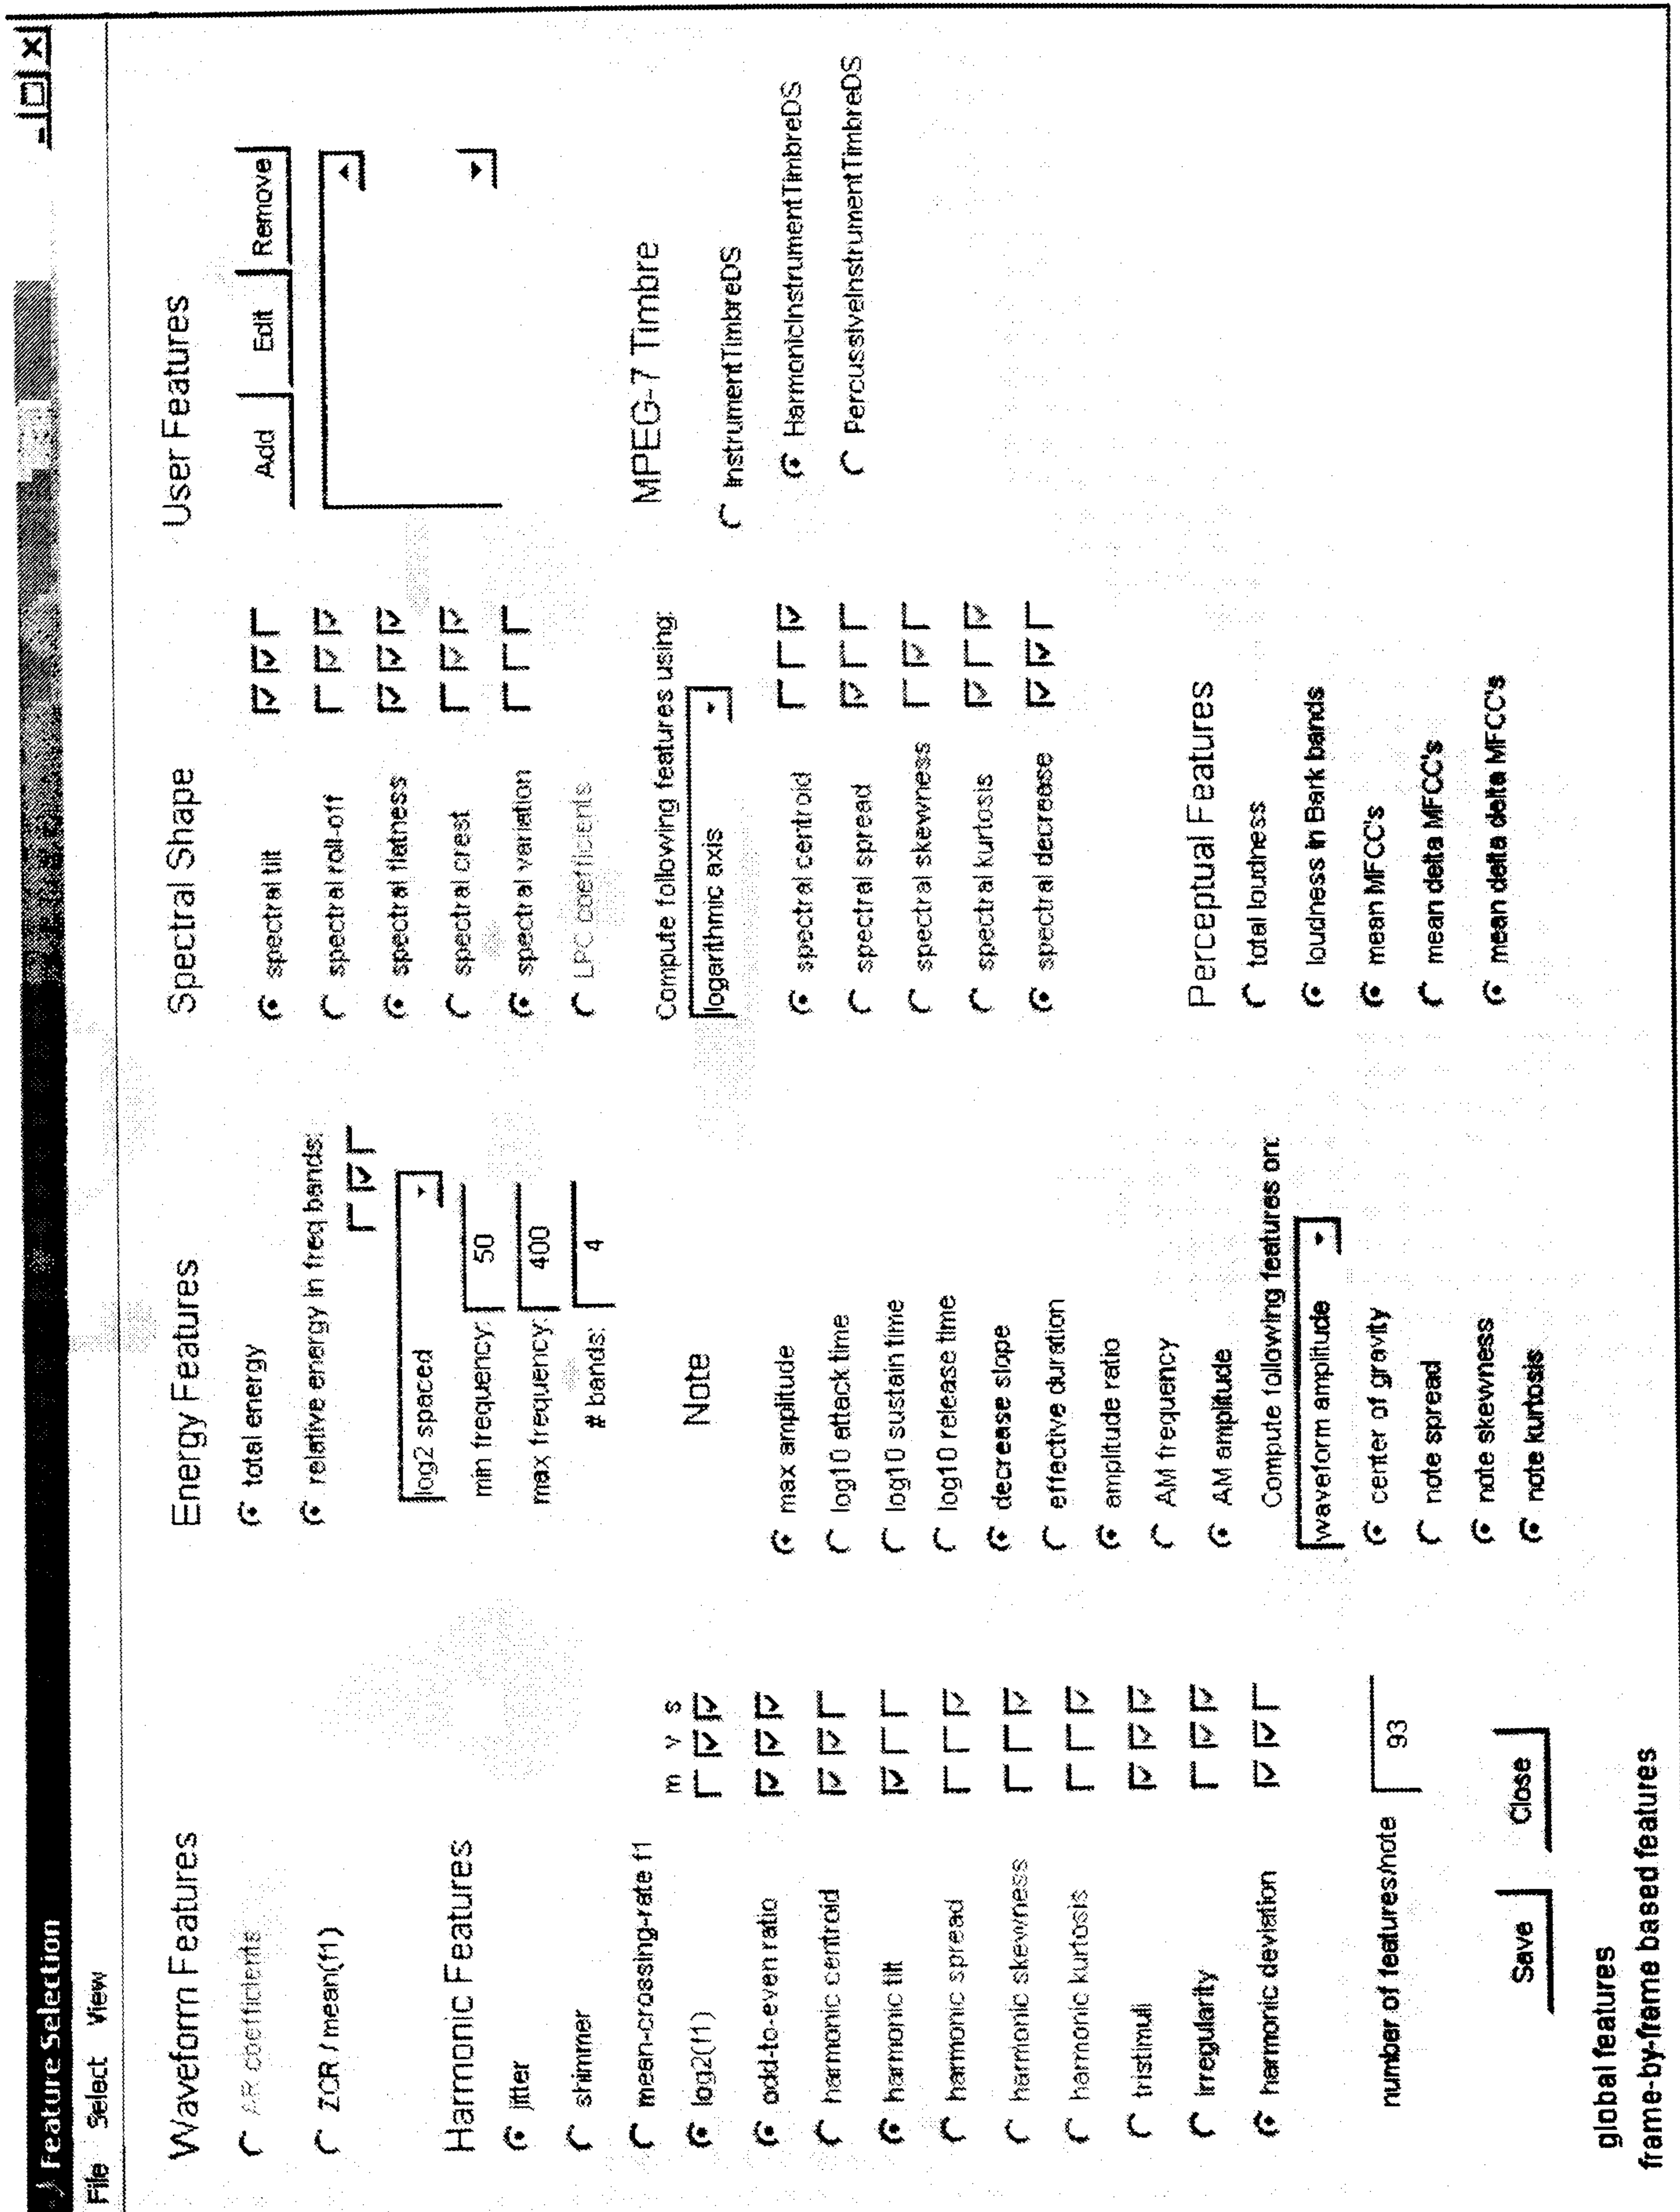 Feature Selection
File Select View
Waveform Features
AR coefficients
ZCR / mean(f1)
Harmonic Features
jitter
shimmer
mean-crossing-rate f1
m v s
log2(f1)
odd-to-even ratio
harmonic centroid
harmonic tilt
harmonic spread
harmonic skewness
harmonic kurtosis
tristimuli
irregularity
harmonic deviation
number of features/note 93
Save Close
global features
frame-by-freme based features
Energy Features
total energy
relative energy in freq bands:
log2 spaced
min frequency: 50
max frequency: 400
# bands: 4
Note
max amplitude
log10 attack time
log10 sustain time
log10 release time
decrease slope
effective duration
amplitude ratio
AM frequency
AM amplitude
Compute following features on:
waveform amplitude
center of gravity
note spread
note skewness
note kurtosis
Spectral Shape
spectral tilt
spectral roll-off
spectral flatness
spectral crest
spectral variation
LPC coefficients
Compute following features using:
logarithmic axis
spectral centroid
spectral spread
spectral skewness
spectral kurtosis
spectral decrease
Perceptual Features
total loudness
loudness in Bark bands
mean MFCC's
mean delta MFCC's
mean delta delta MFCC's
User Features
Add Edit Remove
MPEG-7 Timbre
InstrumentTimbreDS
HarmonicInstrumentTimbreDS
PercussiveInstrumentTimbreDS